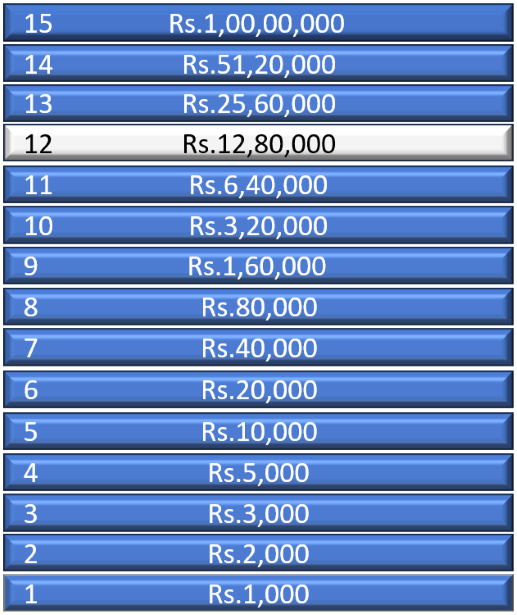 15 Rs.1,00,00,000
14 Rs.51,20,000
13 Rs.25,60,000
12 Rs.12,80,000
11 Rs.6,40,000
10 Rs.3,20,000
9 Rs.1,60,000
8 Rs.80,000
7 Rs.40,000
6 Rs.20,000
5 Rs.10,000
4 Rs.5,000
3 Rs.3,000
2 Rs.2,000
1 Rs.1,000